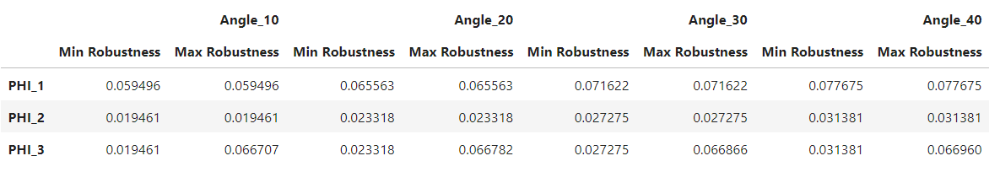 Angle_10 Angle_20 Angle_30 Angle_40
Min Robustness Max Robustness Min Robustness Max Robustness Min Robustness Max Robustness Min Robustness Max Robustness
PHI_1 0.059496 0.059496 0.065563 0.065563 0.071622 0.071622 0.077675 0.077675
PHI_2 0.019461 0.019461 0.023318 0.023318 0.027275 0.027275 0.031381 0.031381
PHI_3 0.019461 0.066707 0.023318 0.066782 0.027275 0.066866 0.031381 0.066960